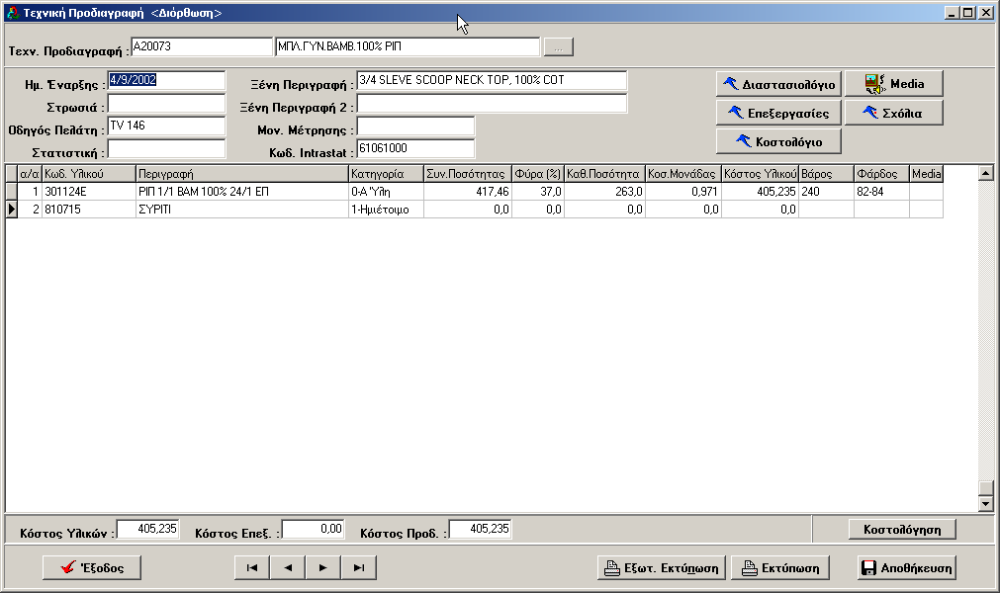 Τεχνική Προδιαγραφή <Διόρθωση>
Τεχν. Προδιαγραφή : A20073 ΜΠΛ.ΓΥΝ.ΒΑΜΒ.100% ΡΙΠ ...
Ημ. Έναρξης : 4/9/2002 Ξένη Περιγραφή : 3/4 SLEVE SCOOP NECK TOP, 100% COT Διαστασιολόγιο Media
Στρωσιά : Ξένη Περιγραφή 2 : Επεξεργασίες Σχόλια
Οδηγός Πελάτη : TV 146 Μον. Μέτρησης : Κοστολόγιο
Στατιστική : Κωδ. Intrastat : 61061000
α/α Κωδ. Υλικού Περιγραφή Κατηγορία Συν.Ποσότητας Φύρα (%) Καθ.Ποσότητα Κοσ.Μονάδας Κόστος Υλικού Βάρος Φάρδος Media
1 301124E ΡΙΠ 1/1 ΒΑΜ 100% 24/1 ΕΠ 0-Α Ύλη 417,46 37,0 263,0 0,971 405,235 240 82-84
2 810715 ΣΥΡΙΤΙ 1-Ημιέτοιμο 0,0 0,0 0,0 0,0 0,0
Κόστος Υλικών : 405,235 Κόστος Επεξ. : 0,00 Κόστος Προδ. : 405,235 Κοστολόγηση
Έξοδος Εξωτ. Εκτύπωση Εκτύπωση Αποθήκευση